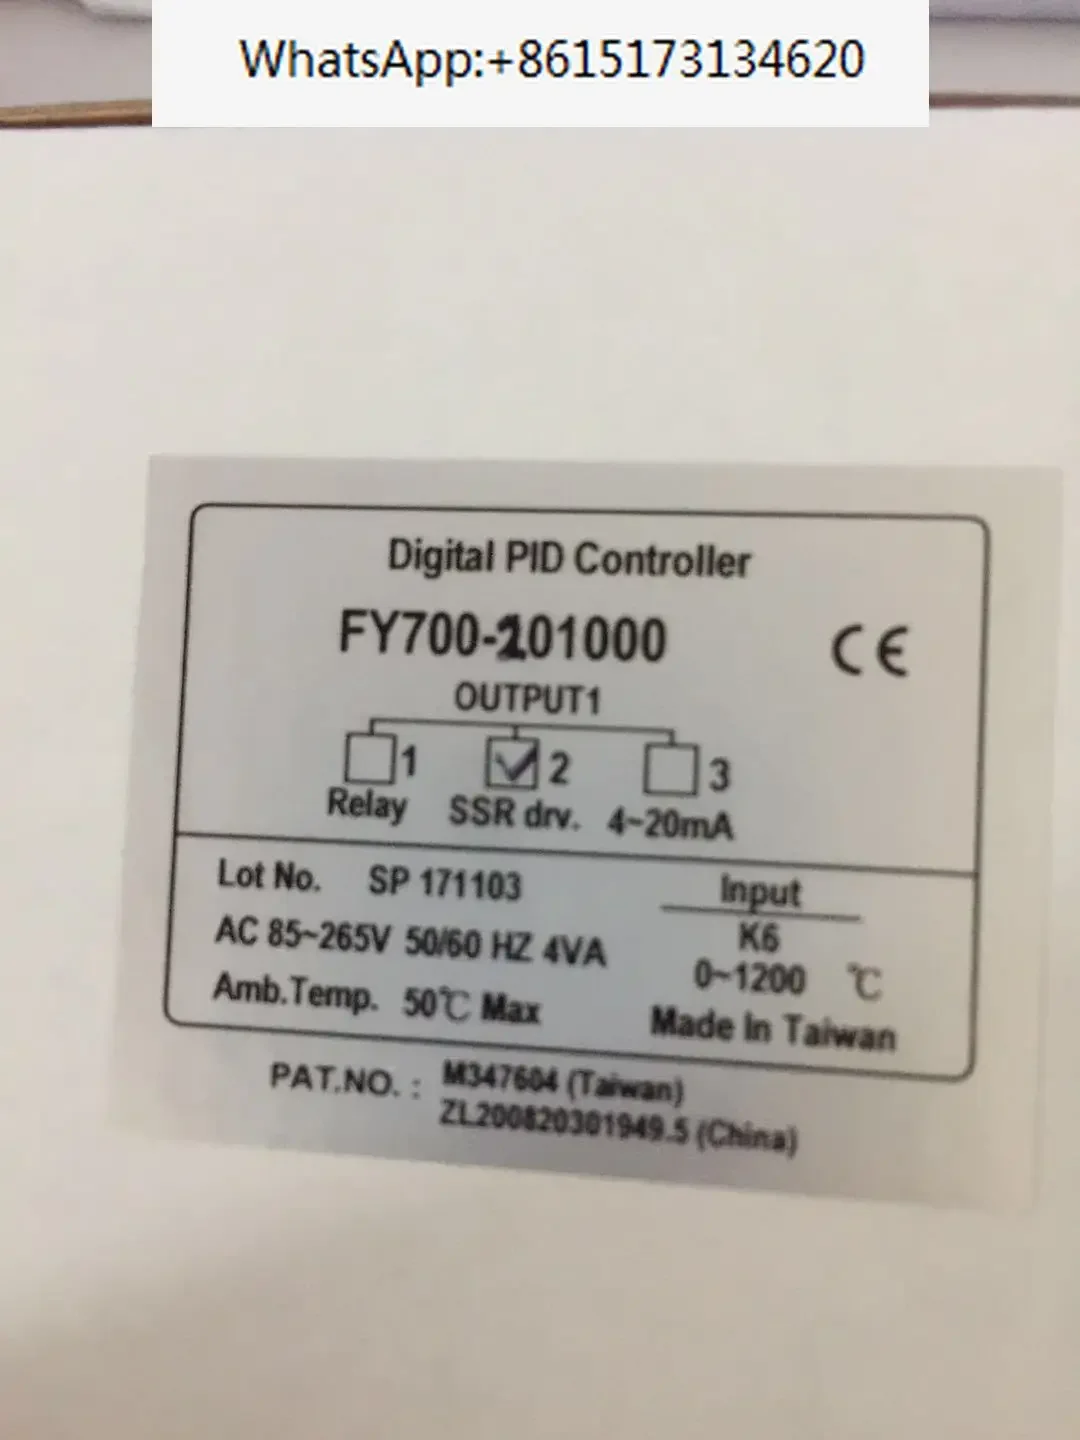 WhatsApp:+8615173134620
Digital PID Controller
FY700-201000
CE
OUTPUT1
1 2 3
Relay SSR drv. 4~20mA
Lot No. SP 171103
Input
AC 85~265V 50/60 HZ 4VA
K6
0~1200 ℃
Amb.Temp. 50℃ Max
Made In Taiwan
PAT.NO. : M347604 (Taiwan)
ZL200820301949.5 (China)